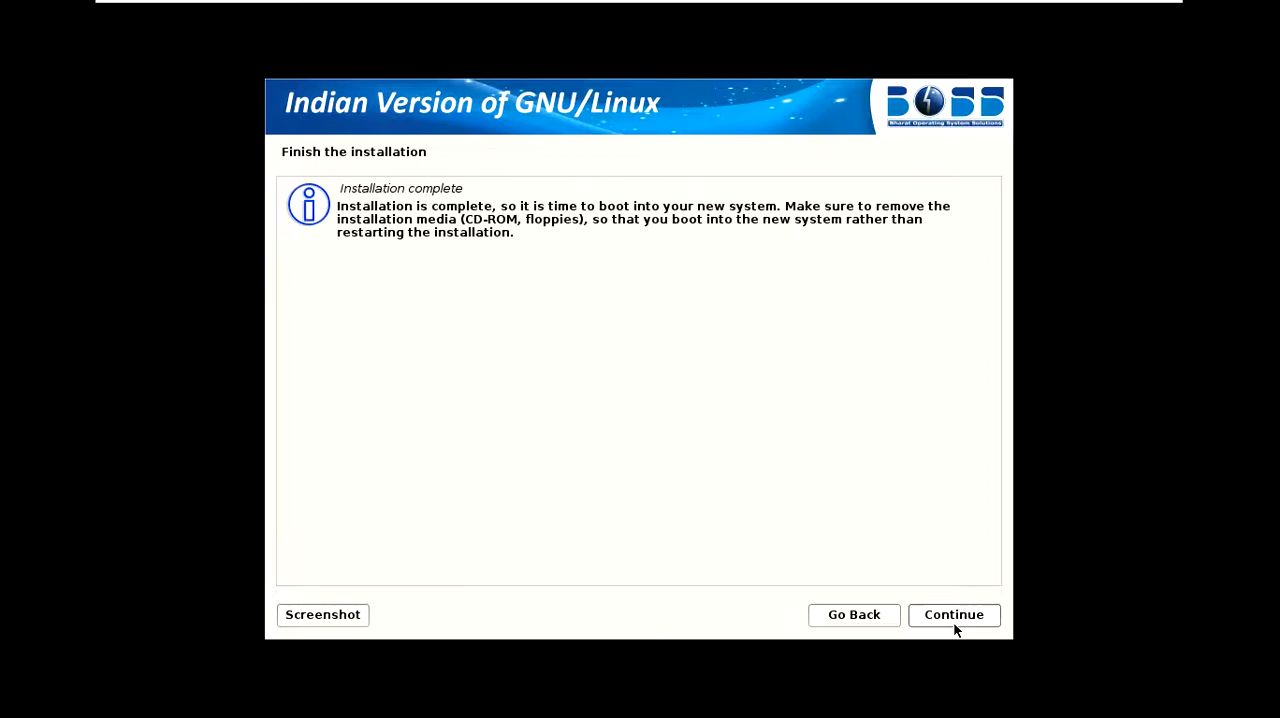 Indian Version of GNU/Linux
BOSS
Bharat Operating System Solutions
Finish the installation
Installation complete
Installation is complete, so it is time to boot into your new system. Make sure to remove the
installation media (CD-ROM, floppies), so that you boot into the new system rather than
restarting the installation.
Screenshot
Go Back
Continue